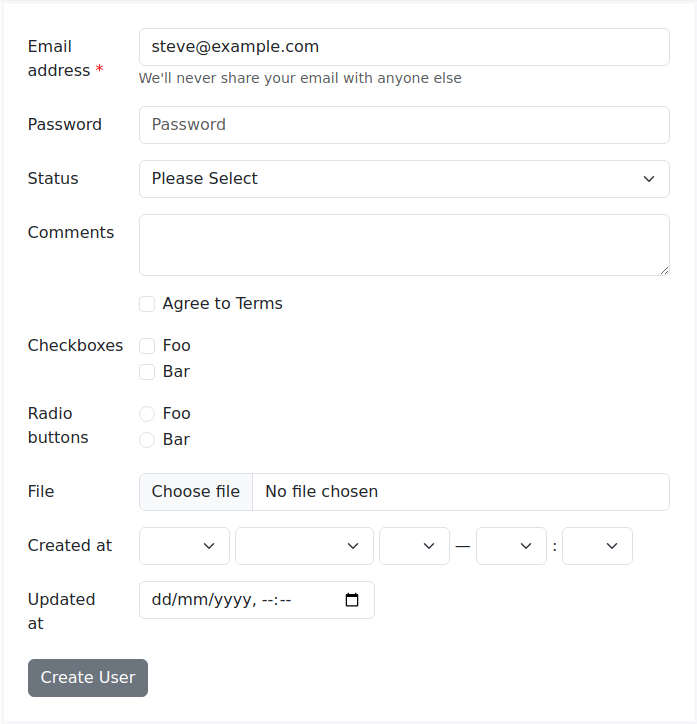 Email
address *
steve@example.com
We'll never share your email with anyone else
Password
Password
Status
Please Select
Comments
Agree to Terms
Checkboxes
Foo
Bar
Radio
buttons
Foo
Bar
File
Choose file
No file chosen
Created at
— :
Updated
at
dd/mm/yyyy, --:--
Create User